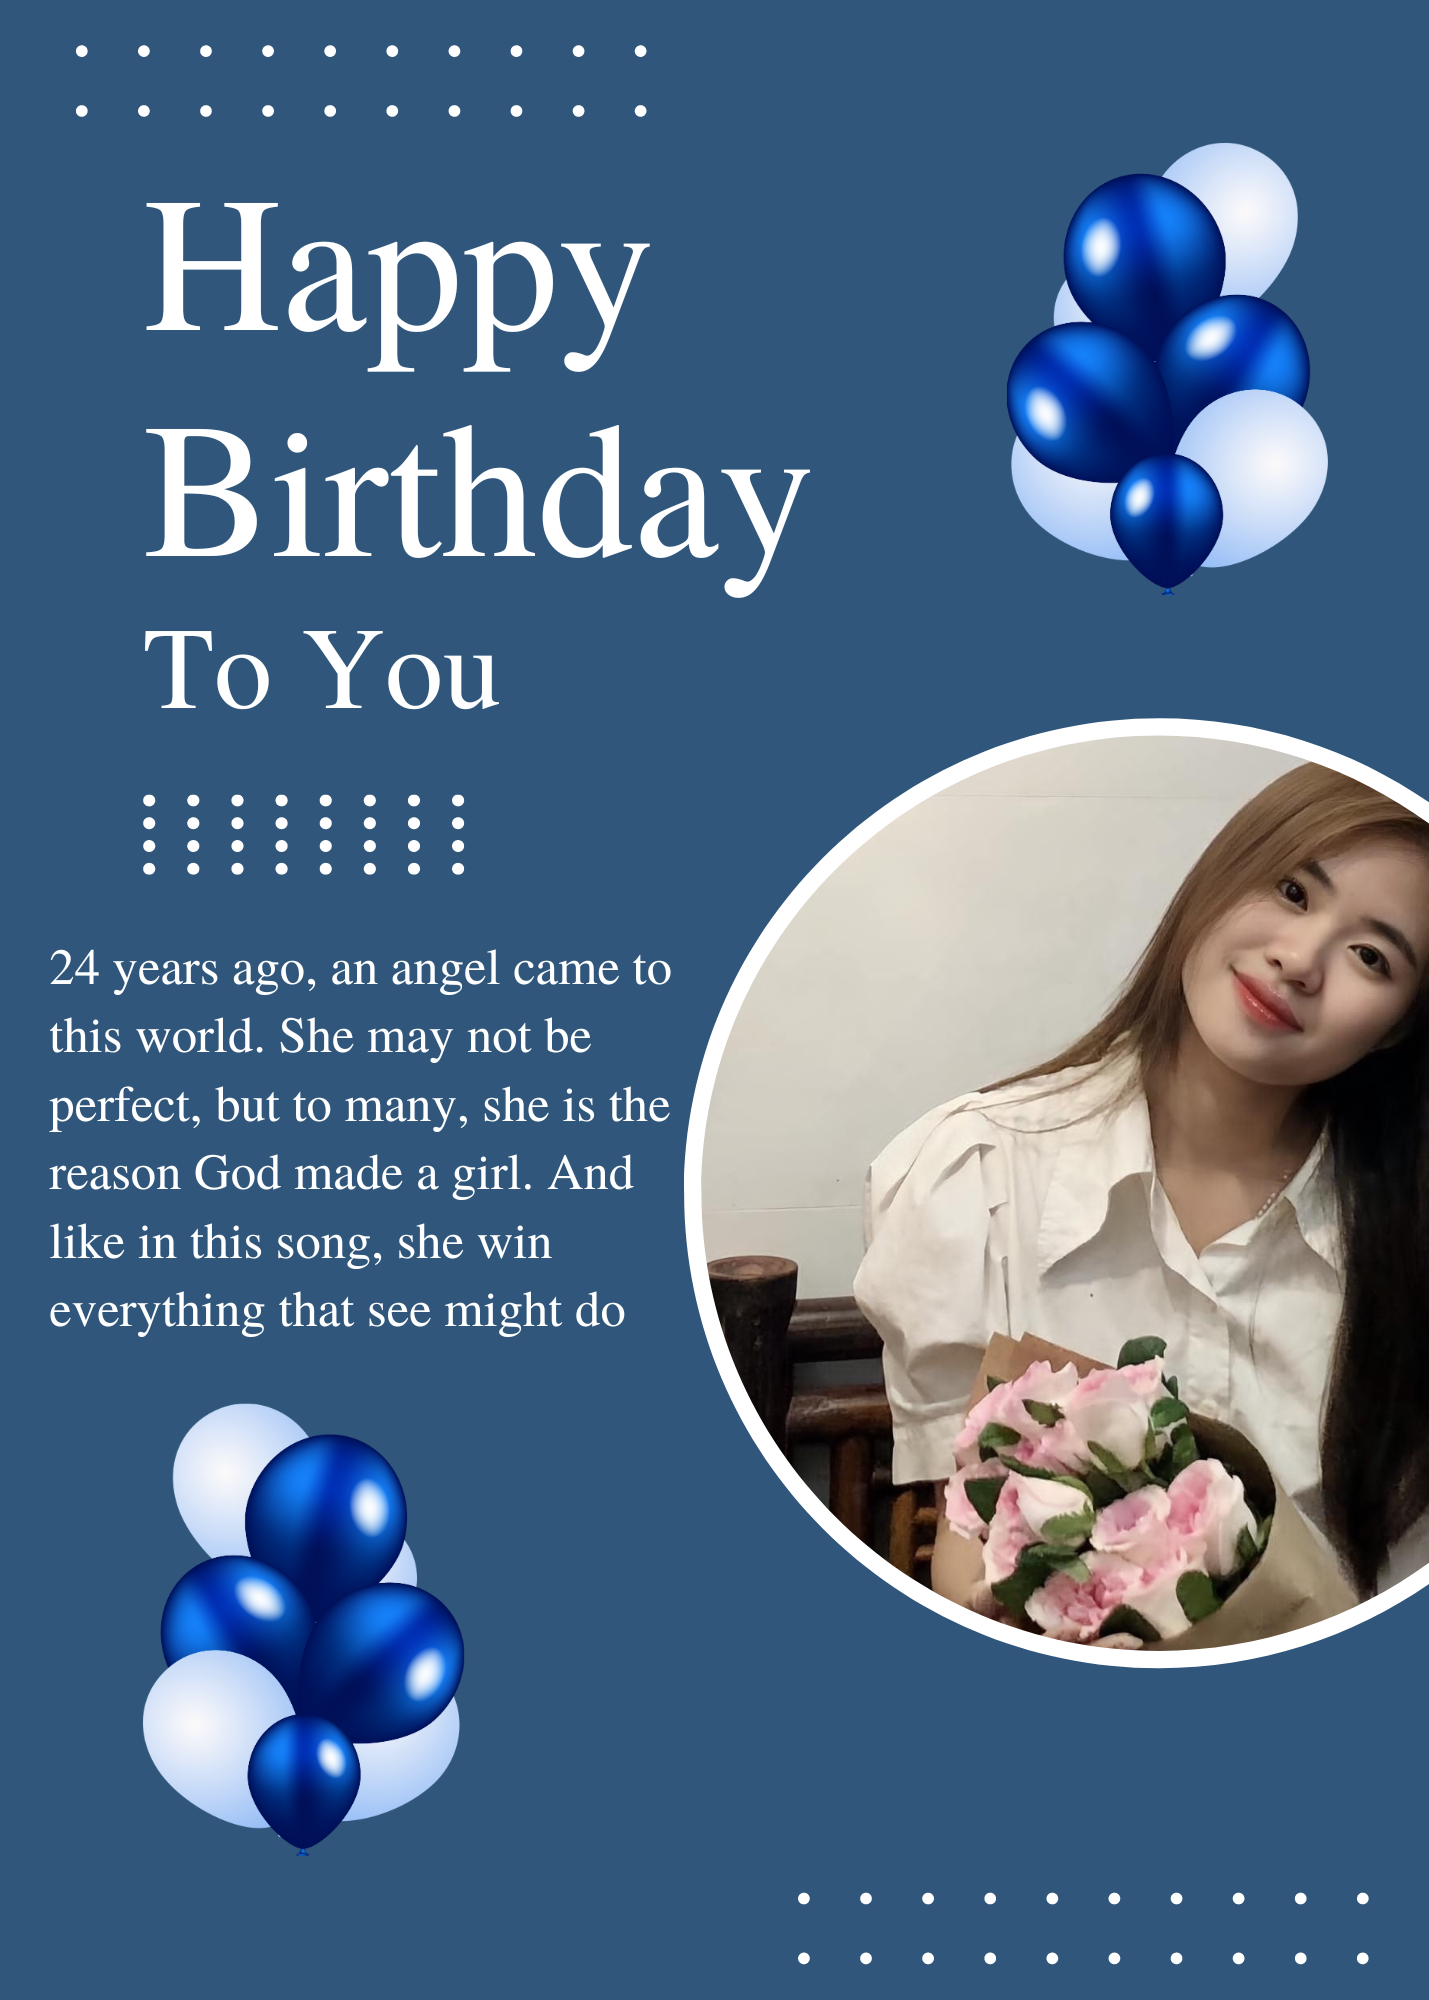 Happy
Birthday
To You
24 years ago, an angel came to
this world. She may not be
perfect, but to many, she is the
reason God made a girl. And
like in this song, she win
everything that see might do